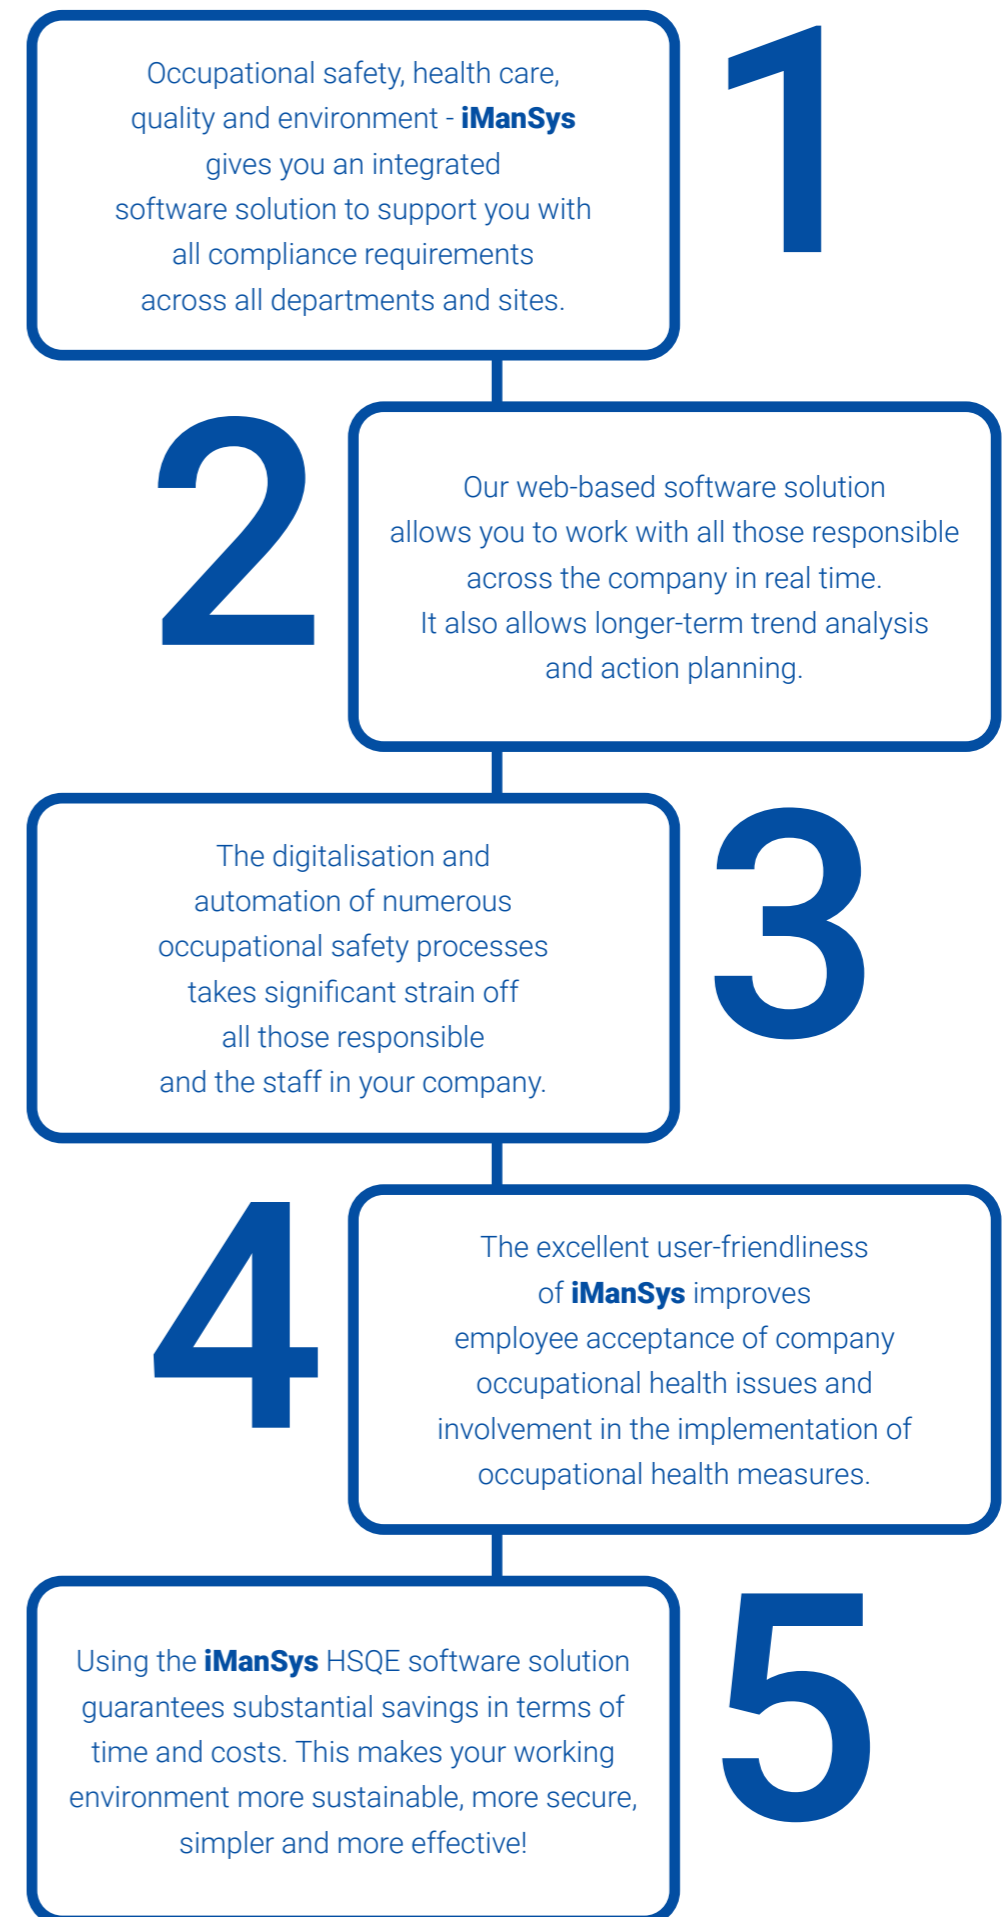 1
Occupational safety, health care,
quality and environment - iManSys
gives you an integrated
software solution to support you with
all compliance requirements
across all departments and sites.
2
Our web-based software solution
allows you to work with all those responsible
across the company in real time.
It also allows longer-term trend analysis
and action planning.
3
The digitalisation and
automation of numerous
occupational safety processes
takes significant strain off
all those responsible
and the staff in your company.
4
The excellent user-friendliness
of iManSys improves
employee acceptance of company
occupational health issues and
involvement in the implementation of
occupational health measures.
5
Using the iManSys HSQE software solution
guarantees substantial savings in terms of
time and costs. This makes your working
environment more sustainable, more secure,
simpler and more effective!